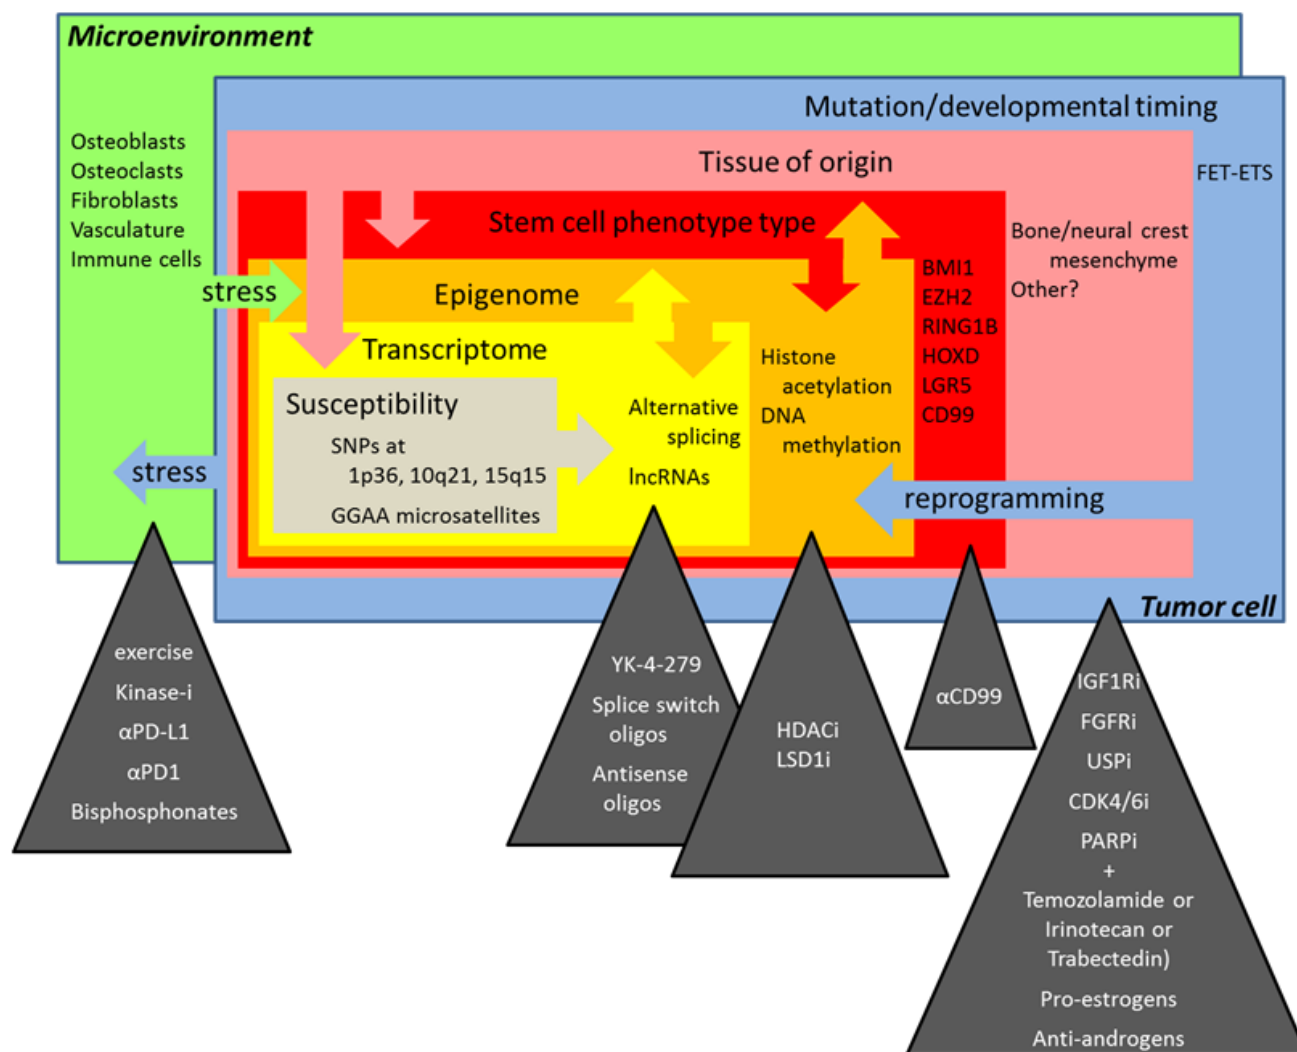 Microenvironment
Mutation/developmental timing
Osteoblasts
Osteoclasts
Fibroblasts
Vasculature
Immune cells
Tissue of origin
FET-ETS
Stem cell phenotype type
Bone/neural crest
mesenchyme
Other?
stress
Epigenome
BMI1
EZH2
RING1B
HOXD
LGR5
CD99
Transcriptome
Histone
acetylation
DNA
methylation
Susceptibility
SNPs at
1p36, 10q21, 15q15
GGAA microsatellites
Alternative
splicing
lncRNAs
stress
reprogramming
Tumor cell
exercise
Kinase-i
αPD-L1
αPD1
Bisphosphonates
YK-4-279
Splice switch
oligos
Antisense
oligos
HDACi
LSD1i
αCD99
IGF1Ri
FGFRi
USPi
CDK4/6i
PARPi
+
Temozolamide or
Irinotecan or
Trabectedin)
Pro-estrogens
Anti-androgens